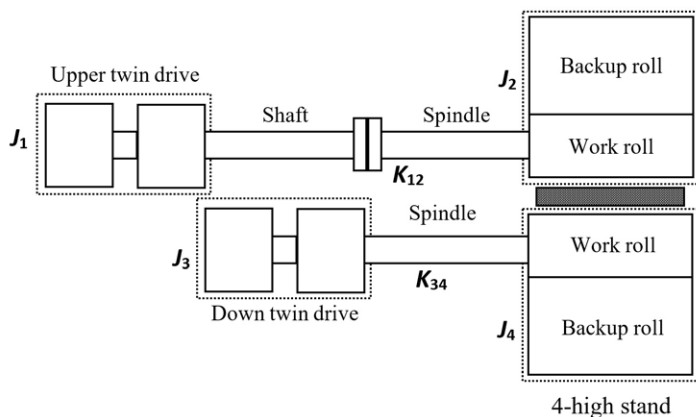 Upper twin drive
J1
Shaft
Spindle
K12
J2
Backup roll
Work roll
Spindle
J3
K34
Down twin drive
Work roll
J4
Backup roll
4-high stand